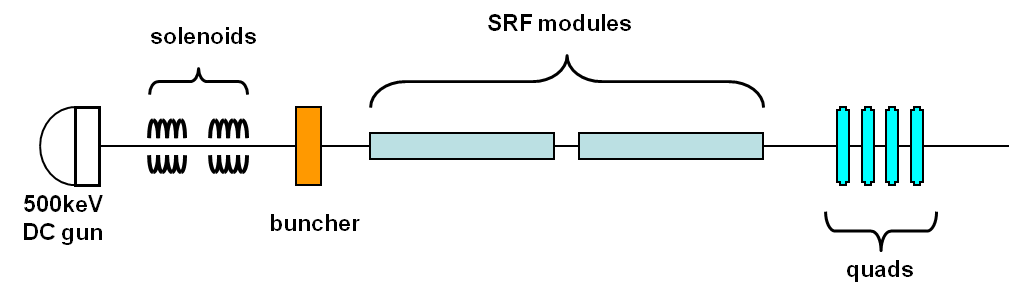 solenoids
SRF modules
500keV
DC gun
buncher
quads